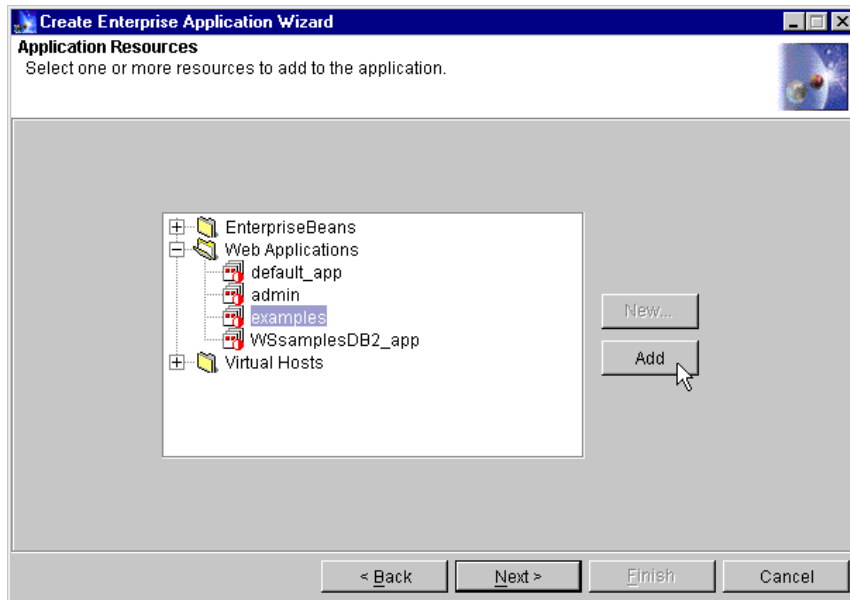 Create Enterprise Application Wizard
Application Resources
Select one or more resources to add to the application.
EnterpriseBeans
Web Applications
default_app
admin
examples
WSsamplesDB2_app
Virtual Hosts
New...
Add
< Back
Next >
Finish
Cancel